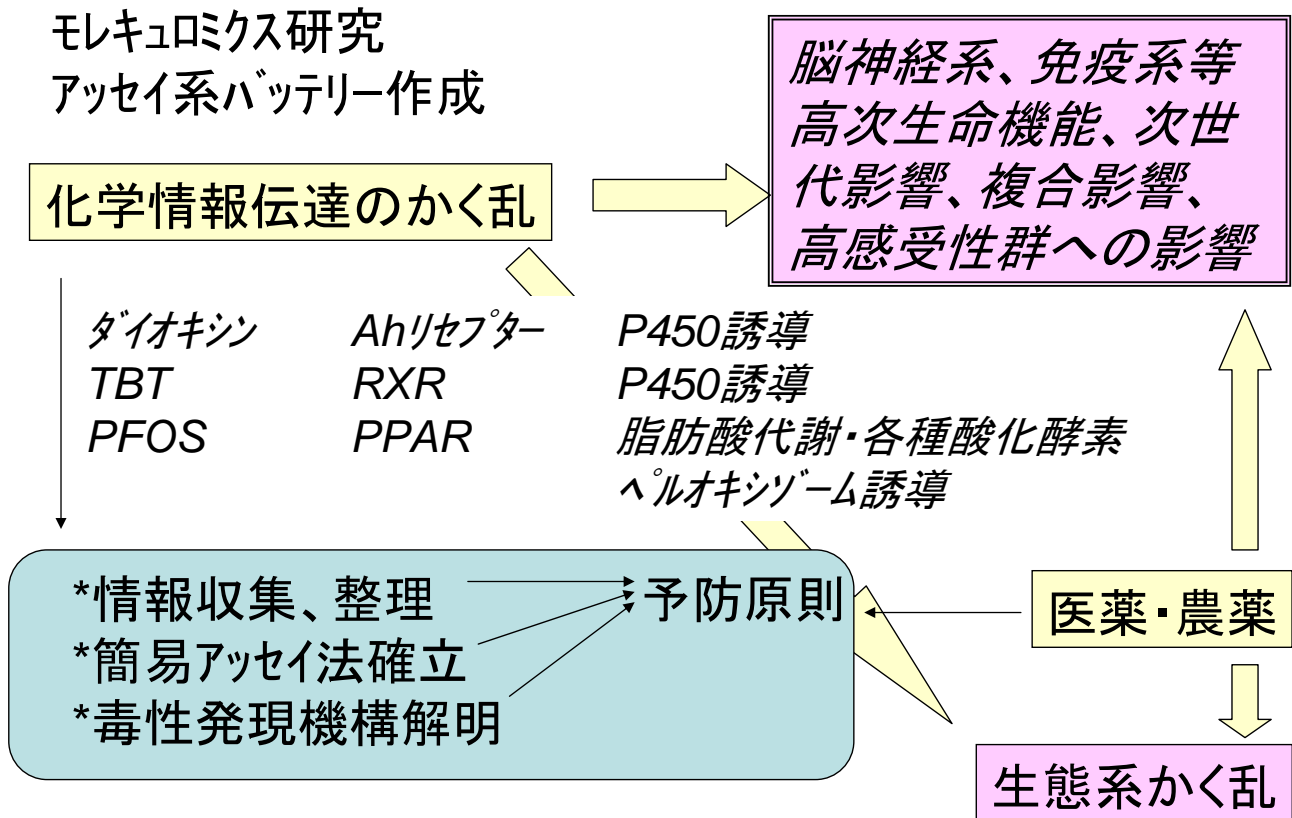 モレキュロミクス研究
アッセイ系バッテリー作成
脳神経系、免疫系等
高次生命機能、次世
代影響、複合影響、
高感受性群への影響
化学情報伝達のかく乱
ダイオキシン Ahリセプター P450誘導
TBT RXR P450誘導
PFOS PPAR 脂肪酸代謝・各種酸化酵素
ペルオキシゾーム誘導
*情報収集、整理 予防原則
*簡易アッセイ法確立
*毒性発現機構解明
医薬・農薬
生態系かく乱